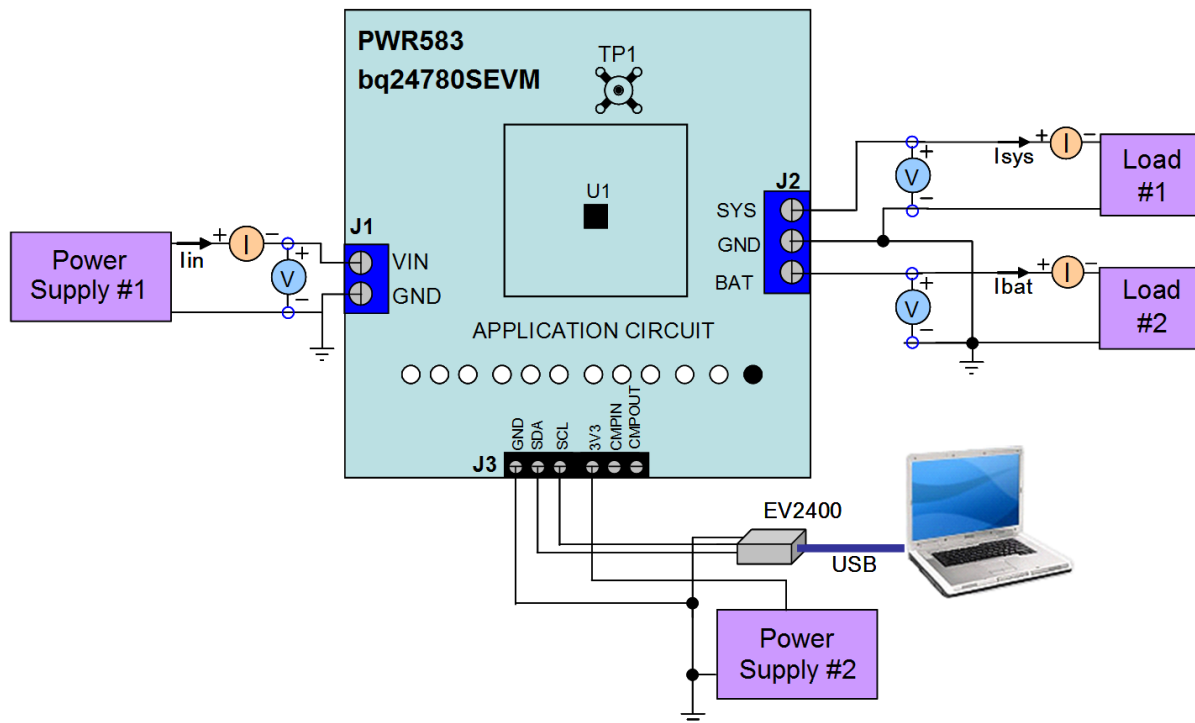 PWR583
bq24780SEVM
TP1
U1
J1
VIN
GND
J2
SYS
GND
BAT
Power
Supply #1
Iin
+
I
−
+
V
−
+
V
−
Isys
+
I
−
Load
#1
+
V
−
Ibat
+
I
−
Load
#2
APPLICATION CIRCUIT
GND
SDA
SCL
3V3
CMPIN
CMPOUT
J3
EV2400
USB
Power
Supply #2